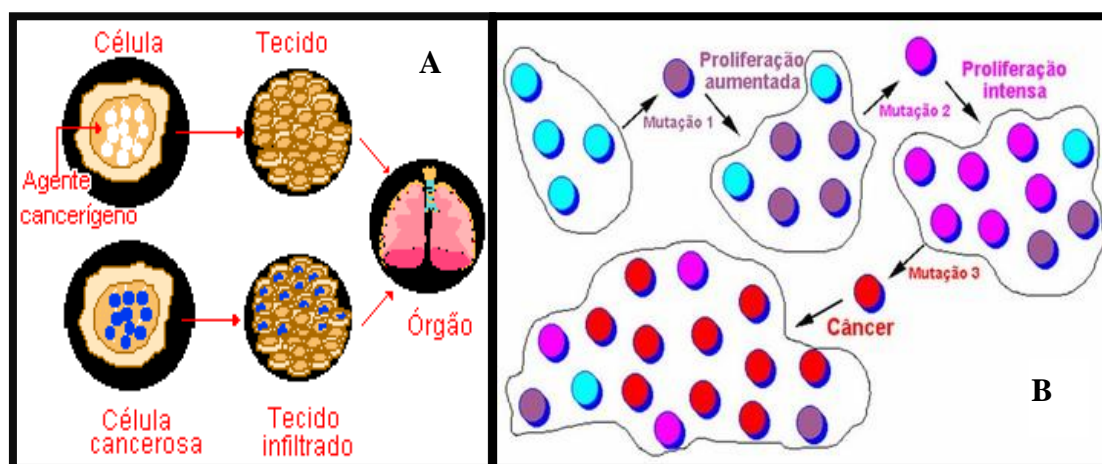 Célula
Tecido
A
Agente
cancerígeno
Órgão
Célula
cancerosa
Tecido
infiltrado
Proliferação
aumentada
Mutação 1
Mutação 2
Proliferação
intensa
Mutação 3
Câncer
B